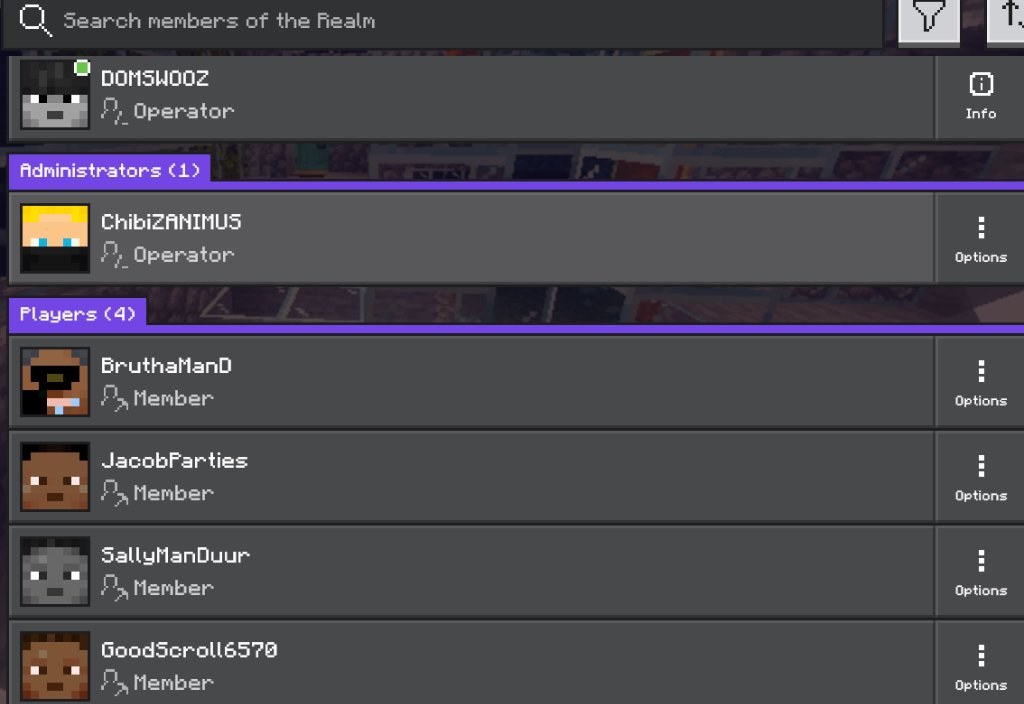 Search members of the Realm
DOMSWOOZ
Operator
Info
Administrators (1)
ChibiZANIMUS
Operator
Options
Players (4)
BruthaManD
Member
Options
JacobParties
Member
Options
SallyManDuur
Member
Options
GoodScroll6570
Member
Options